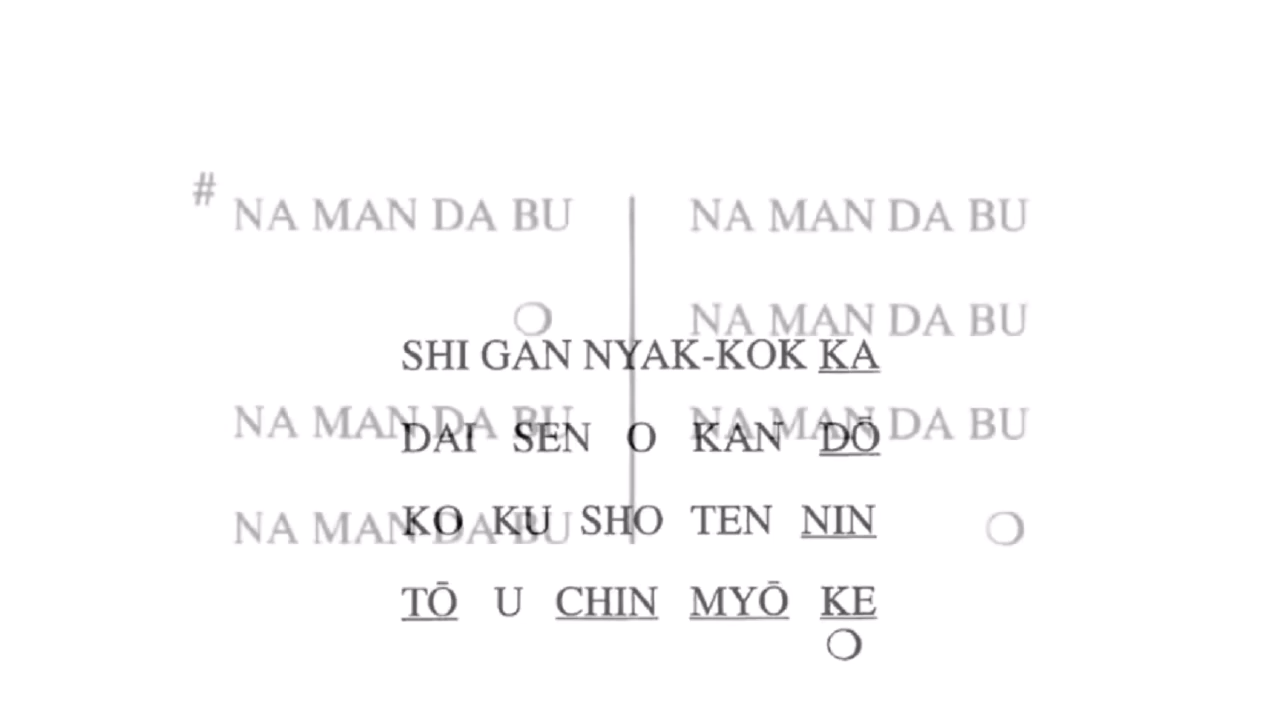 # NA MAN DA BU NA MAN DA BU
NA MAN DA BU
SHI GAN NYAK-KOK KA
NA MAN DA BU NA MAN DA BU
DAI SEN O KAN DŌ
KO KU SHO TEN NIN
NA MAN DA BU
TŌ U CHIN MYŌ KE